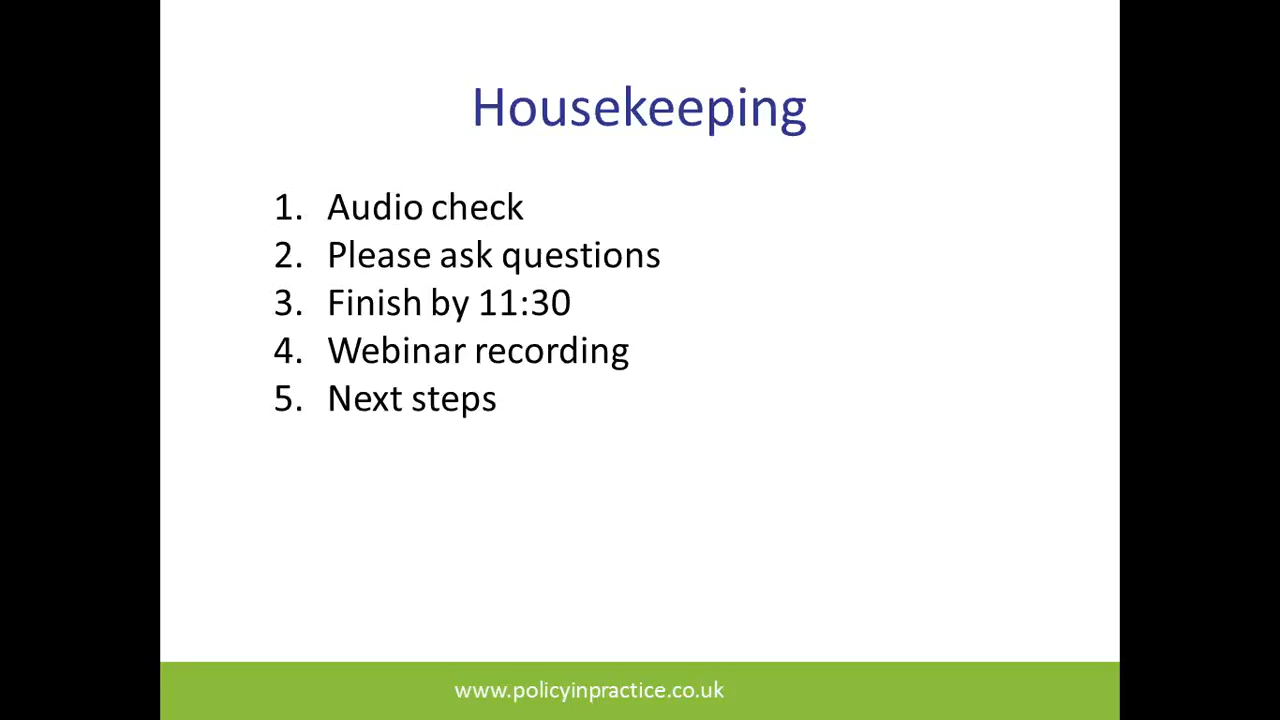 Housekeeping
1. Audio check
2. Please ask questions
3. Finish by 11:30
4. Webinar recording
5. Next steps
www.policyinpractice.co.uk